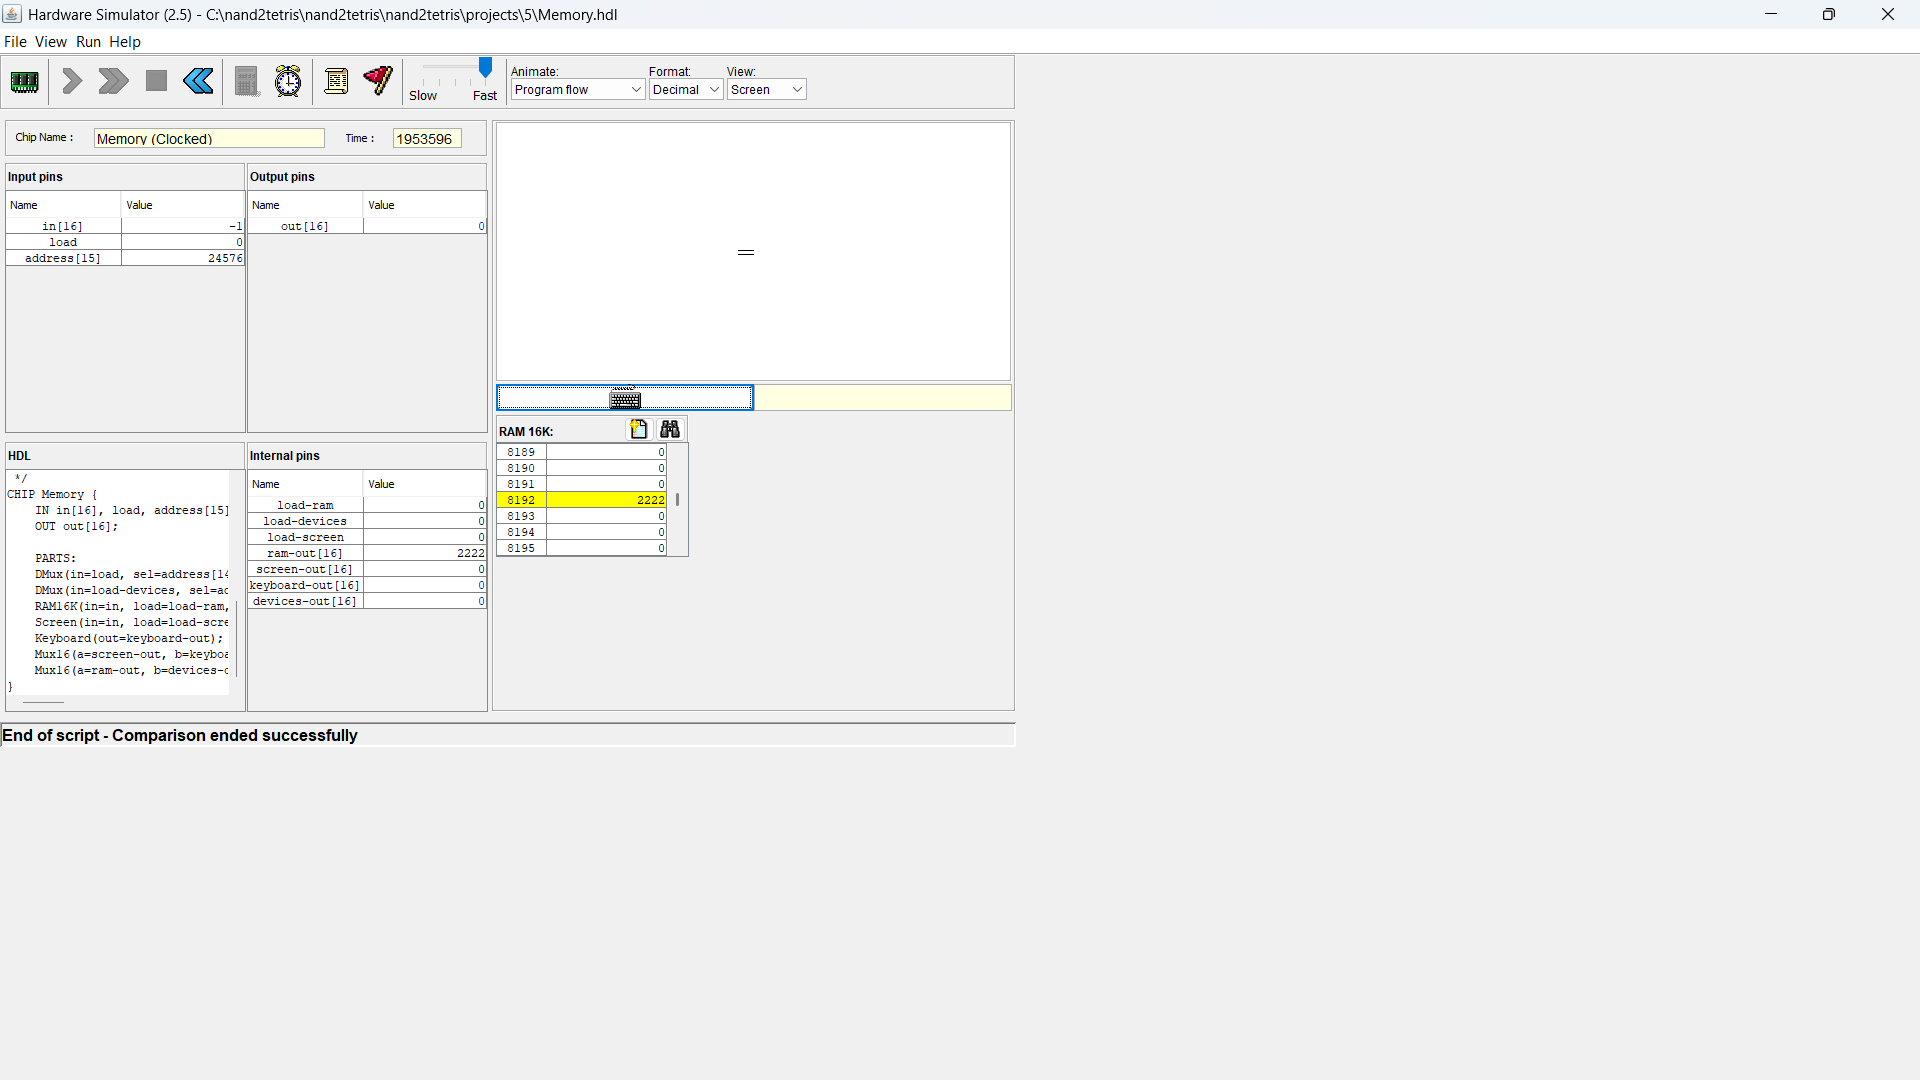 Hardware Simulator (2.5) - C:\nand2tetris\nand2tetris\nand2tetris\projects\5\Memory.hdl
File View Run Help
Slow Fast
Animate: Format: View:
Program flow Decimal Screen
Chip Name : Memory (Clocked) Time : 1953596
Input pins
Name Value
in[16] -1
load 0
address[15] 24576
Output pins
Name Value
out[16] 0
HDL
*/
CHIP Memory {
IN in[16], load, address[15]
OUT out[16];
PARTS:
DMux(in=load, sel=address[14
DMux(in=load-devices, sel=ad
RAM16K(in=in, load=load-ram,
Screen(in=in, load=load-scre
Keyboard(out=keyboard-out);
Mux16(a=screen-out, b=keyboa
Mux16(a=ram-out, b=devices-o
}
Internal pins
Name Value
load-ram 0
load-devices 0
load-screen 0
ram-out[16] 2222
screen-out[16] 0
keyboard-out[16] 0
devices-out[16] 0
RAM 16K:
8189 0
8190 0
8191 0
8192 2222
8193 0
8194 0
8195 0
End of script - Comparison ended successfully